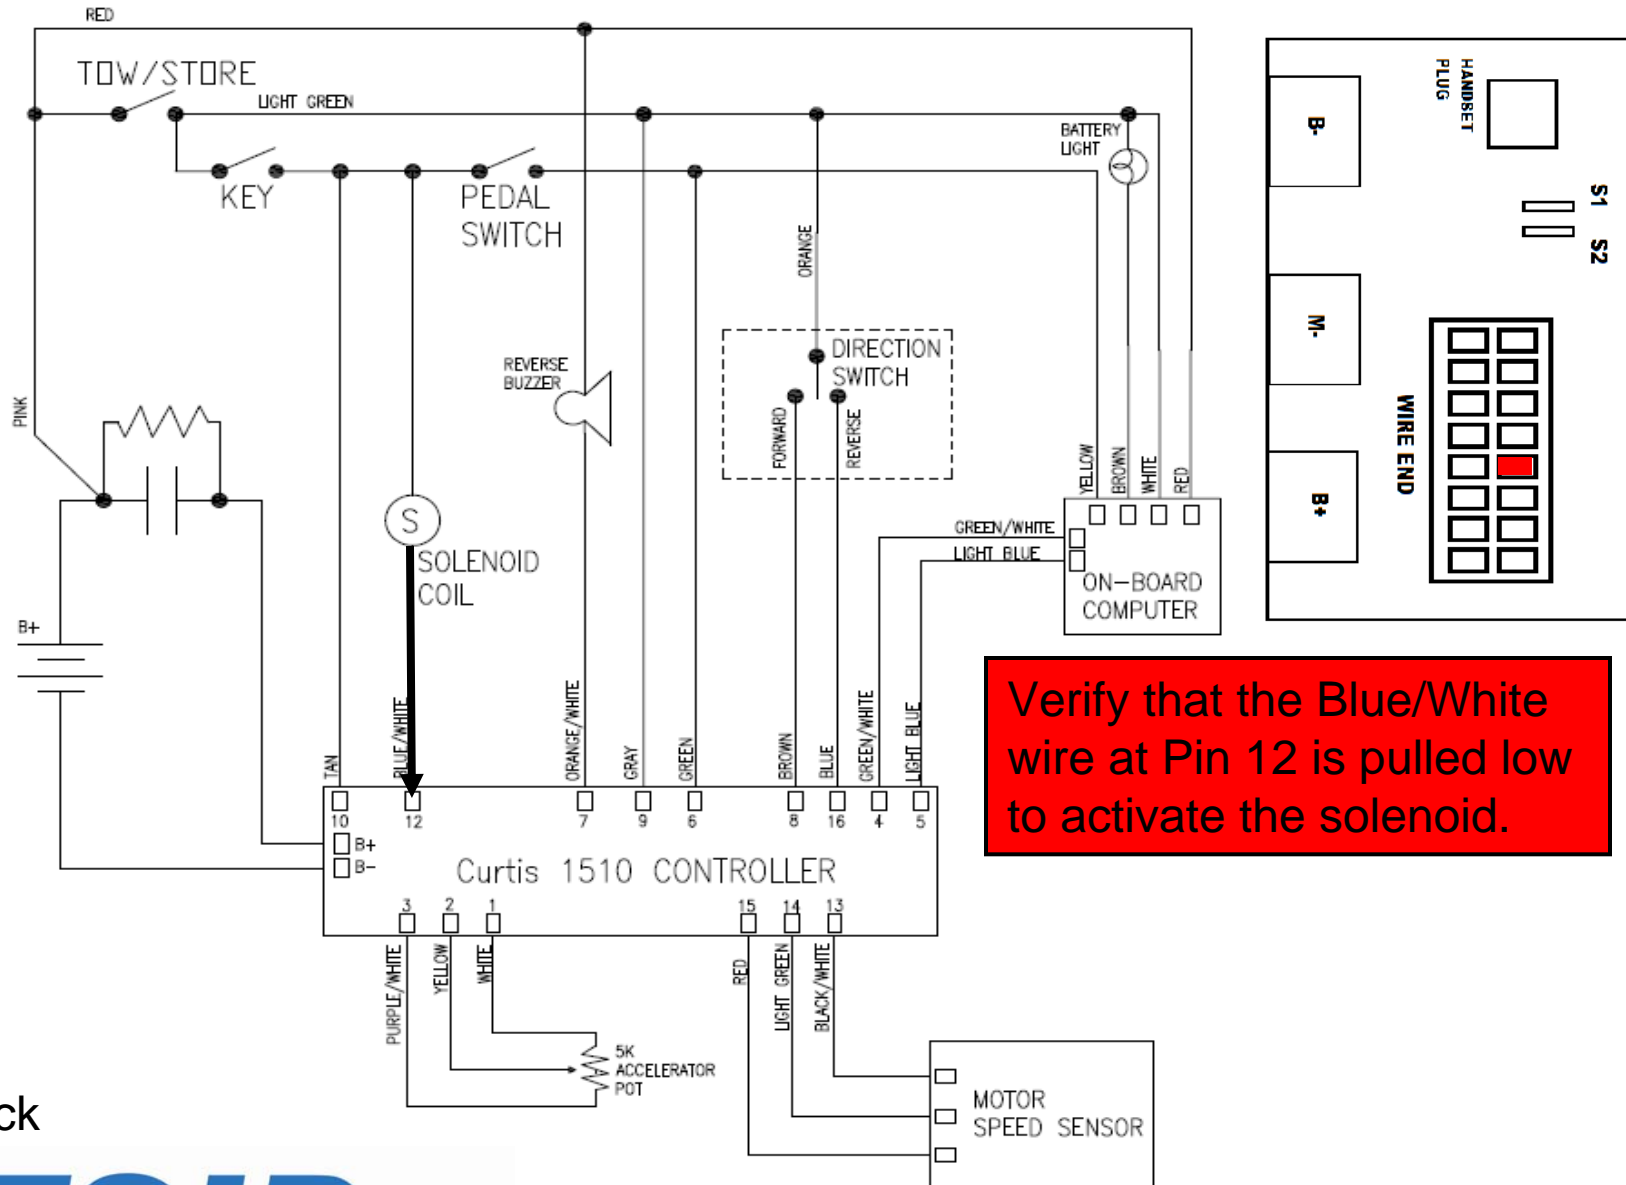 RED
TOW/STORE
LIGHT GREEN
KEY
PEDAL
SWITCH
BATTERY
LIGHT
ORANGE
DIRECTION
SWITCH
FORWARD
REVERSE
REVERSE
BUZZER
PINK
YELLOW
BROWN
WHITE
RED
GREEN/WHITE
LIGHT BLUE
ON-BOARD
COMPUTER
S
SOLENOID
COIL
B+
TAN
BLUE/WHITE
ORANGE/WHITE
GRAY
GREEN
BROWN
BLUE
GREEN/WHITE
LIGHT BLUE
10
12
7
9
6
8
16
4
5
B+
B-
Curtis 1510 CONTROLLER
3
2
1
15
14
13
PURPLE/WHITE
YELLOW
WHITE
RED
LIGHT GREEN
BLACK/WHITE
5K
ACCELERATOR
POT
MOTOR
SPEED SENSOR
HANDSET
PLUG
B-
M-
B+
S1
S2
WIRE END
Verify that the Blue/White
wire at Pin 12 is pulled low
to activate the solenoid.
ck